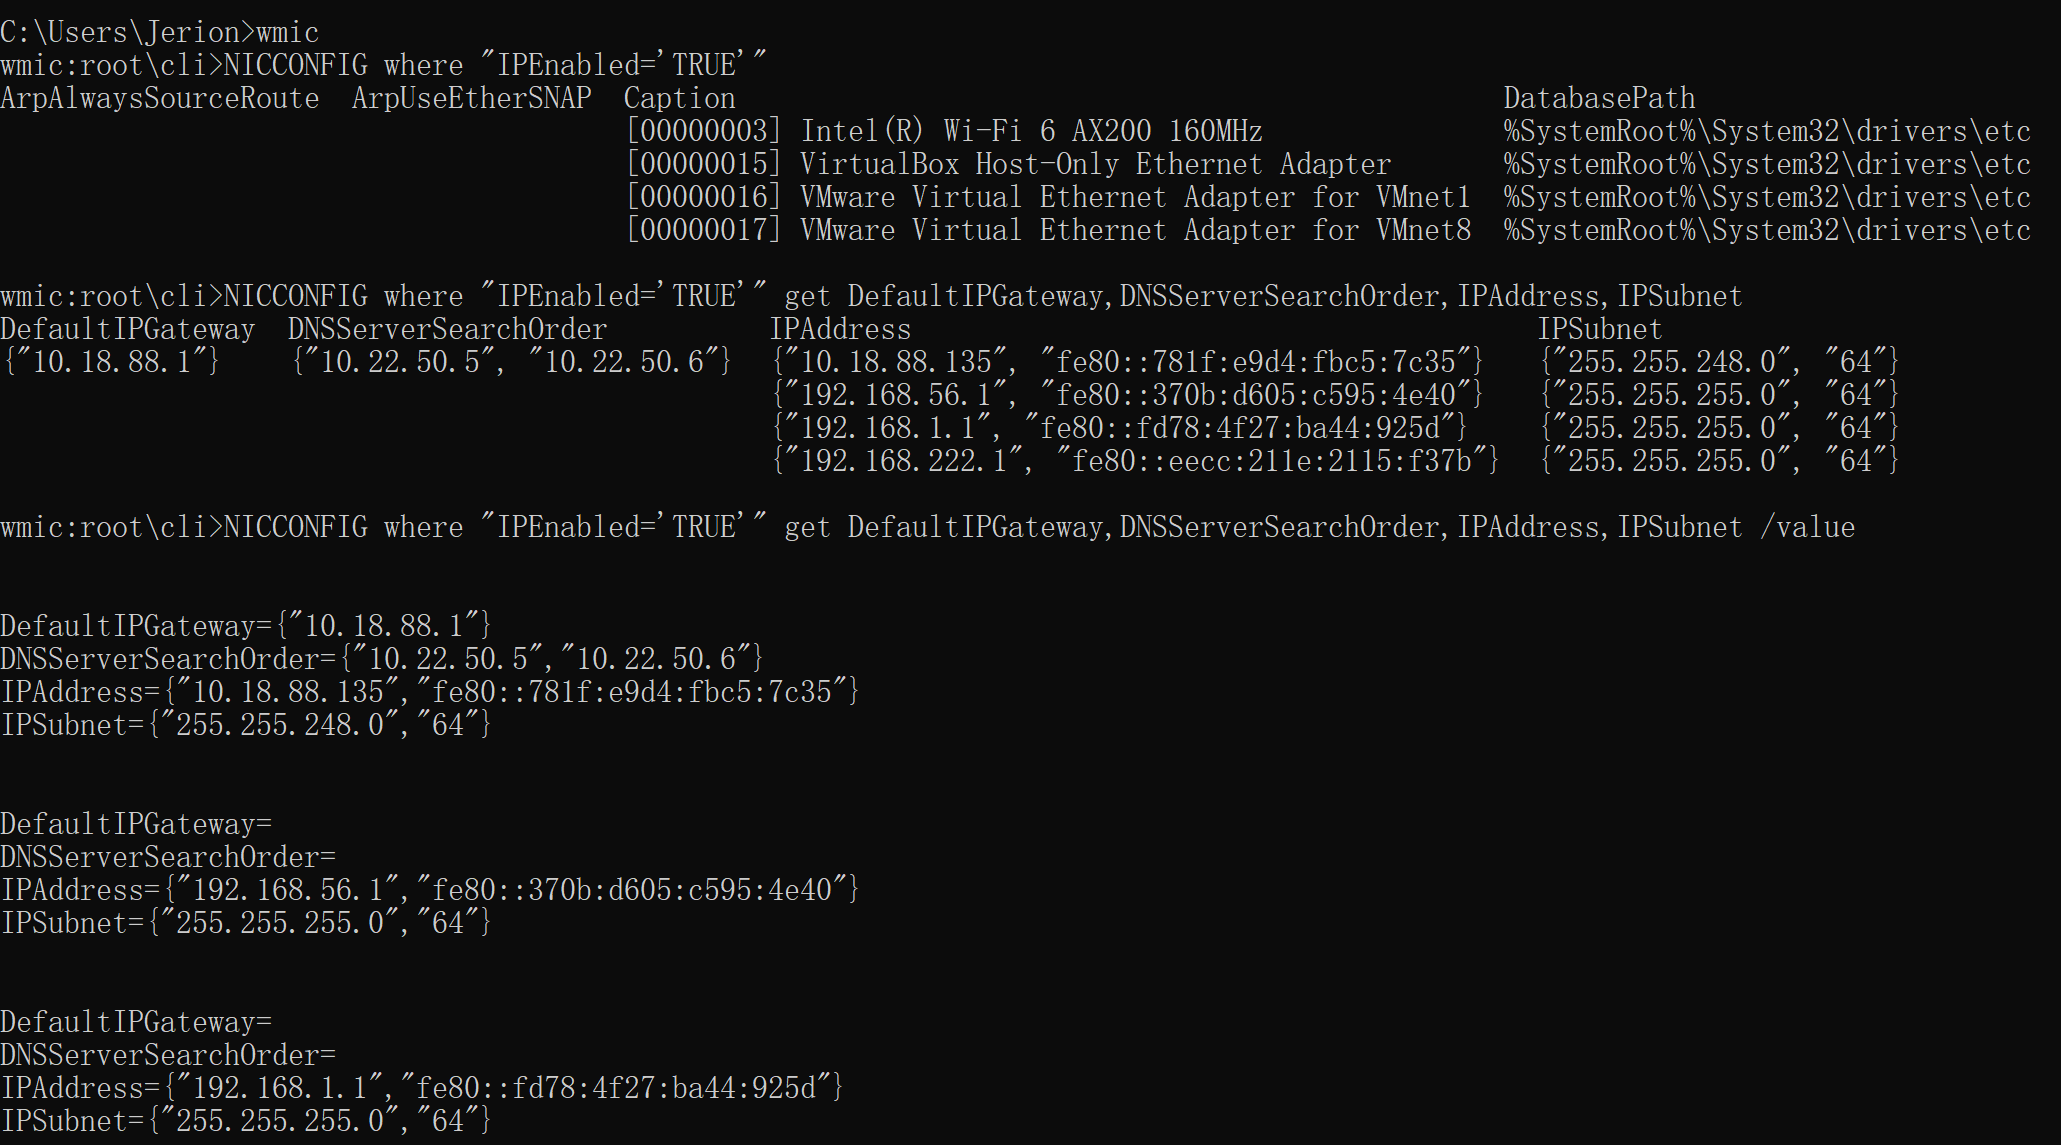 C:\Users\Jerion>wmic
wmic:root\cli>NICCONFIG where "IPEnabled='TRUE'"
ArpAlwaysSourceRoute  ArpUseEtherSNAP  Caption                                                DatabasePath
[00000003] Intel(R) Wi-Fi 6 AX200 160MHz               %SystemRoot%\System32\drivers\etc
[00000015] VirtualBox Host-Only Ethernet Adapter       %SystemRoot%\System32\drivers\etc
[00000016] VMware Virtual Ethernet Adapter for VMnet1  %SystemRoot%\System32\drivers\etc
[00000017] VMware Virtual Ethernet Adapter for VMnet8  %SystemRoot%\System32\drivers\etc
wmic:root\cli>NICCONFIG where "IPEnabled='TRUE'" get DefaultIPGateway,DNSServerSearchOrder,IPAddress,IPSubnet
DefaultIPGateway  DNSServerSearchOrder          IPAddress                                       IPSubnet
{"10.18.88.1"}    {"10.22.50.5", "10.22.50.6"}  {"10.18.88.135", "fe80::781f:e9d4:fbc5:7c35"}   {"255.255.248.0", "64"}
{"192.168.56.1", "fe80::370b:d605:c595:4e40"}   {"255.255.255.0", "64"}
{"192.168.1.1", "fe80::fd78:4f27:ba44:925d"}    {"255.255.255.0", "64"}
{"192.168.222.1", "fe80::eecc:211e:2115:f37b"}  {"255.255.255.0", "64"}
wmic:root\cli>NICCONFIG where "IPEnabled='TRUE'" get DefaultIPGateway,DNSServerSearchOrder,IPAddress,IPSubnet /value
DefaultIPGateway={"10.18.88.1"}
DNSServerSearchOrder={"10.22.50.5","10.22.50.6"}
IPAddress={"10.18.88.135","fe80::781f:e9d4:fbc5:7c35"}
IPSubnet={"255.255.248.0","64"}
DefaultIPGateway=
DNSServerSearchOrder=
IPAddress={"192.168.56.1","fe80::370b:d605:c595:4e40"}
IPSubnet={"255.255.255.0","64"}
DefaultIPGateway=
DNSServerSearchOrder=
IPAddress={"192.168.1.1","fe80::fd78:4f27:ba44:925d"}
IPSubnet={"255.255.255.0","64"}